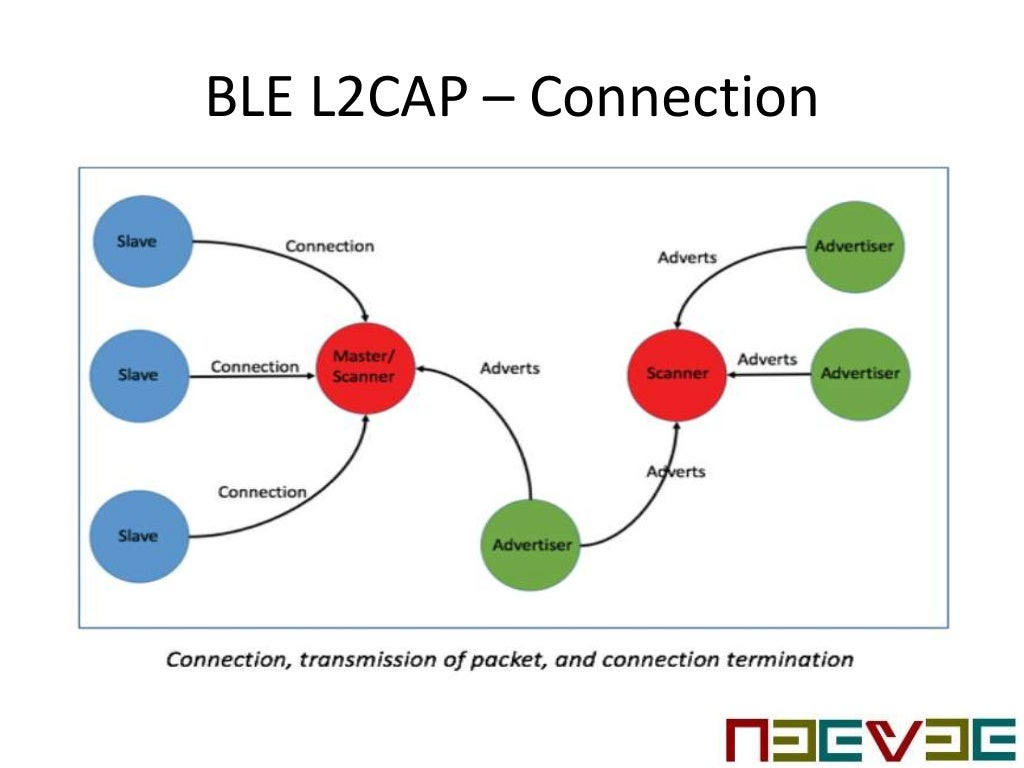 BLE L2CAP – Connection
Slave
Connection
Adverts
Advertiser
Slave
Connection
Master/
Scanner
Adverts
Scanner
Adverts
Advertiser
Connection
Adverts
Slave
Advertiser
Connection, transmission of packet, and connection termination